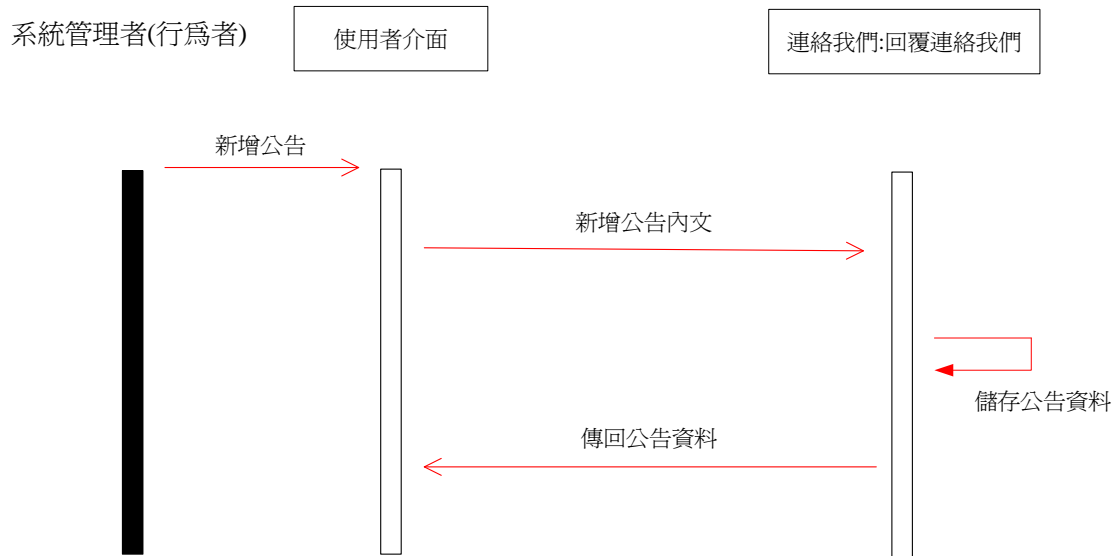 系統管理者(行爲者)
使用者介面
連絡我們:回覆連絡我們
新增公告
新增公告內文
儲存公告資料
傳回公告資料